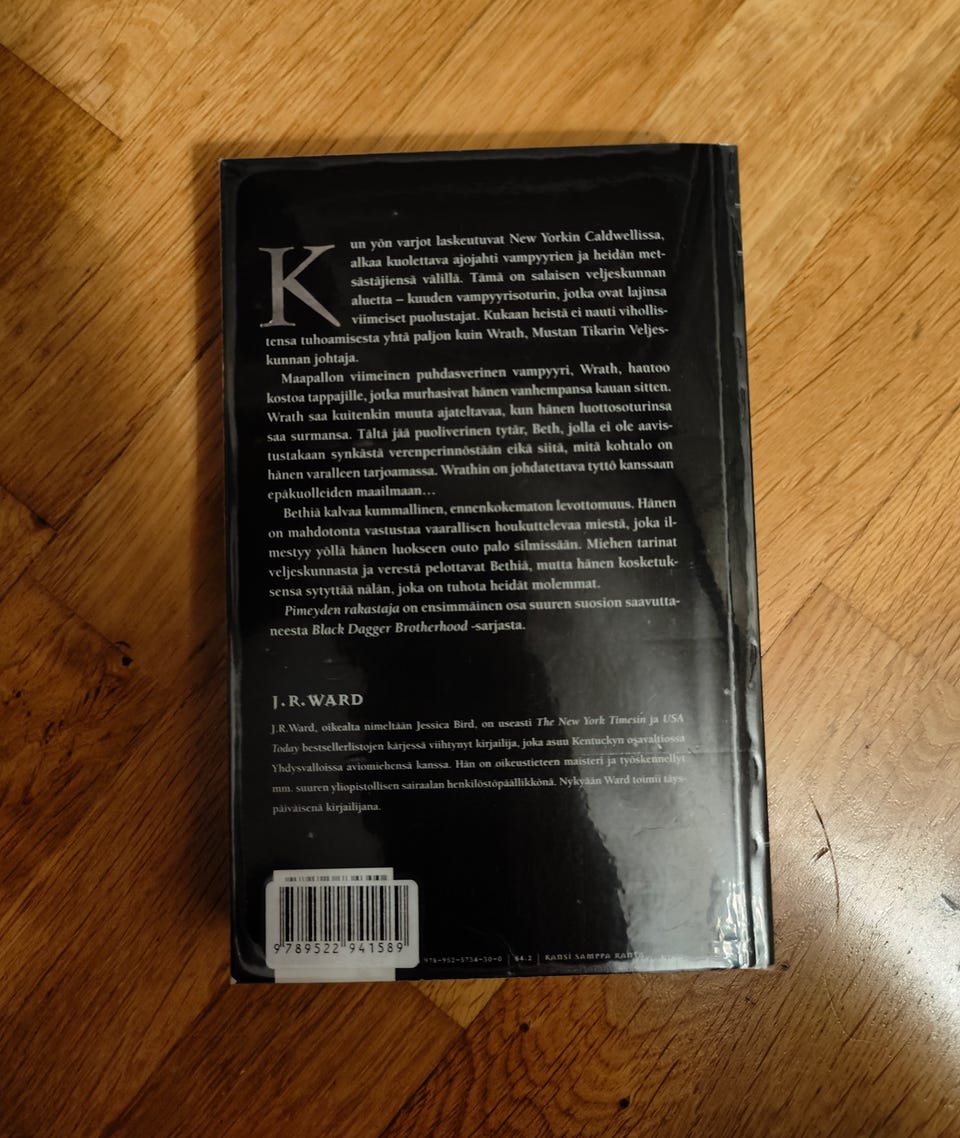 Kun yön varjot laskeutuvat New Yorkin Caldwellissa,
alkaa kuolettava ajojahti vampyyrien ja heidän met-
sästäjiensä välillä. Tämä on salaisen veljeskunnan
aluetta – kuuden vampyyrisoturin, jotka ovat lajinsa
viimeiset puolustajat. Kukaan heistä ei nauti vihollis-
tensa tuhoamisesta yhtä paljon kuin Wrath, Mustan Tikarin Veljes-
kunnan johtaja.
Maapallon viimeinen puhdasverinen vampyyri, Wrath, hautoo
kostoa tappajille, jotka murhasivat hänen vanhempansa kauan sitten.
Wrath saa kuitenkin muuta ajateltavaa, kun hänen luottosoturinsa
saa surmansa. Tältä jää puoliverinen tytär, Beth, jolla ei ole aavis-
tustakaan synkästä verenperinnöstään eikä siitä, mitä kohtalo on
hänen varalleen tarjoamassa. Wrathin on johdatettava tyttö kanssaan
epäkuolleiden maailmaan…
Bethiä kalvaa kummallinen, ennenkokematon levottomuus. Hänen
on mahdotonta vastustaa vaarallisen houkuttelevaa miestä, joka il-
mestyy yöllä hänen luokseen outo palo silmissään. Miehen tarinat
veljeskunnasta ja verestä pelottavat Bethiä, mutta hänen kosketuk-
sensa sytyttää nälän, joka on tuhota heidät molemmat.
Pimeyden rakastaja on ensimmäinen osa suuren suosion saavutta-
neesta Black Dagger Brotherhood -sarjasta.
J.R.WARD
J.R.Ward, oikealta nimeltään Jessica Bird, on useasti The New York Timesin ja USA
Today bestsellerlistojen kärjessä viihtynyt kirjailija, joka asuu Kentuckyn osavaltiossa
Yhdysvalloissa aviomiehensä kanssa. Hän on oikeustieteen maisteri ja työskennellyt
mm. suuren yliopistollisen sairaalan henkilöstöpäällikkönä. Nykyään Ward toimii täys-
päiväisenä kirjailijana.
9 789522 941589
978-952-5734-30-0 | 84.2 | KANSI SAMPPA